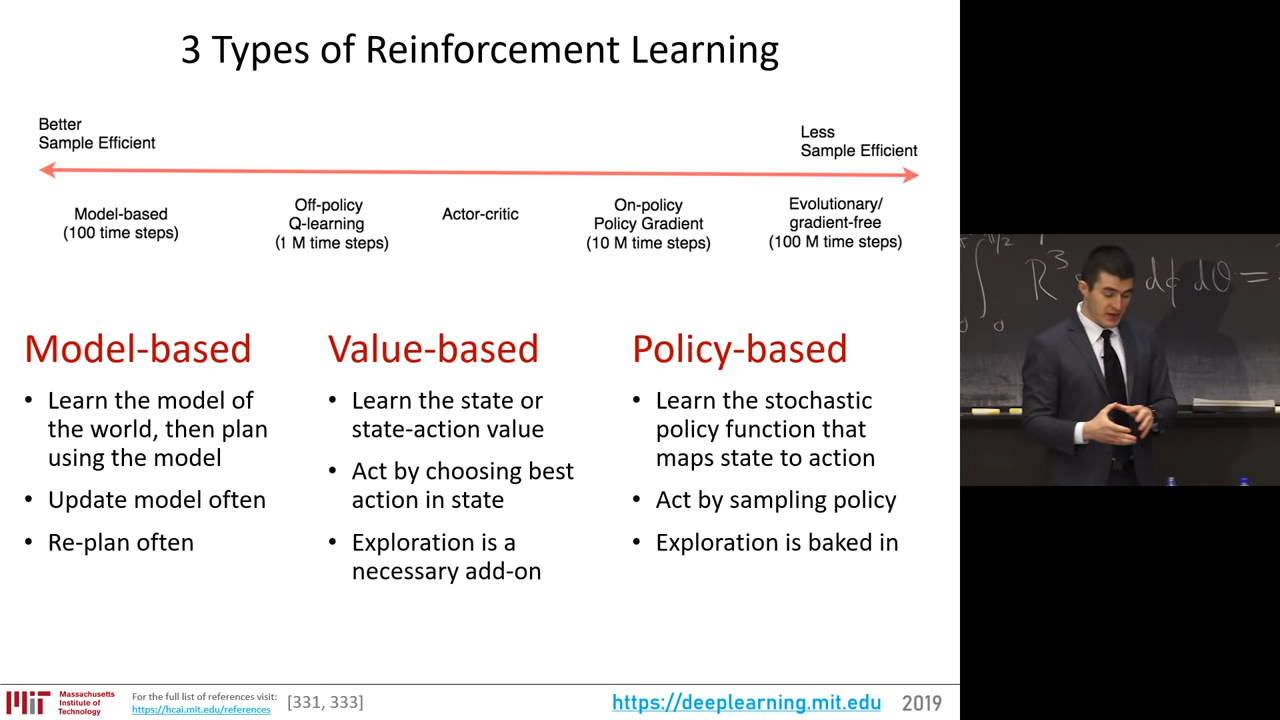 3 Types of Reinforcement Learning
Better
Sample Efficient
Less
Sample Efficient
Model-based
(100 time steps)
Off-policy
Q-learning
(1 M time steps)
Actor-critic
On-policy
Policy Gradient
(10 M time steps)
Evolutionary/
gradient-free
(100 M time steps)
Model-based
• Learn the model of
the world, then plan
using the model
• Update model often
• Re-plan often
Value-based
• Learn the state or
state-action value
• Act by choosing best
action in state
• Exploration is a
necessary add-on
Policy-based
• Learn the stochastic
policy function that
maps state to action
• Act by sampling policy
• Exploration is baked in
Massachusetts
Institute of
Technology
For the full list of references visit:
https://hcai.mit.edu/references
[331, 333]
https://deeplearning.mit.edu
2019
R³
dϕ dθ =